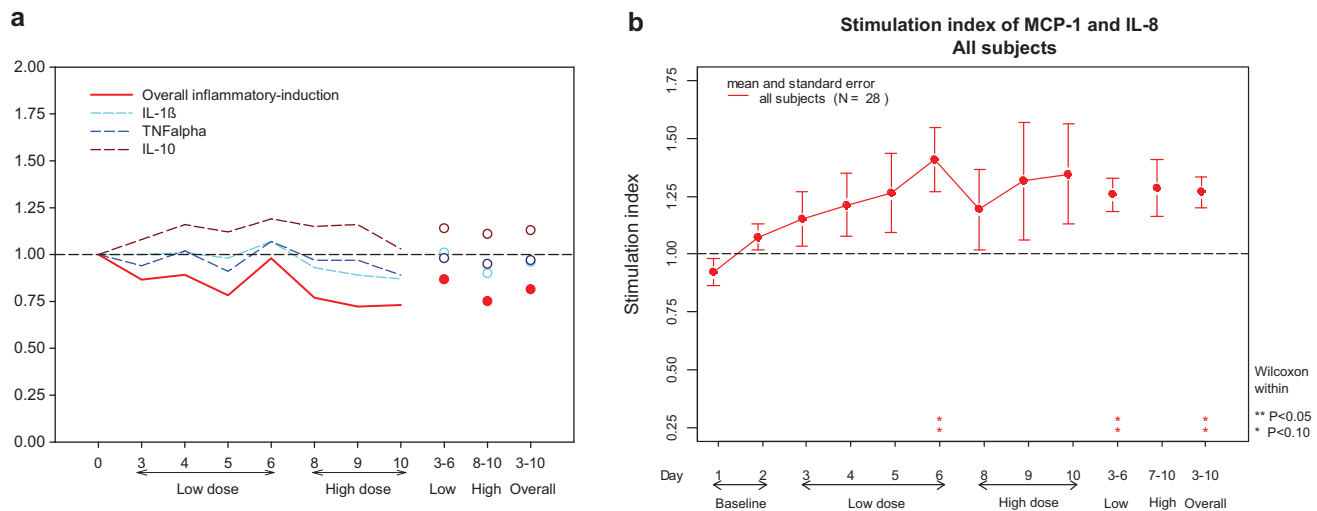 a
2.00
1.75
1.50
1.25
1.00
0.75
0.50
0.25
0.00
Overall inflammatory-induction
IL-1ß
TNFalpha
IL-10
0 3 4 5 6 8 9 10 3-6 8-10 3-10
Low dose High dose Low High Overall
b
Stimulation index of MCP-1 and IL-8
All subjects
mean and standard error
all subjects (N = 28 )
Stimulation index
1.75
1.50
1.25
1.00
0.75
0.50
0.25
* * *
* * *
Wilcoxon
within
** P<0.05
* P<0.10
Day 1 2 3 4 5 6 8 9 10 3-6 7-10 3-10
Baseline Low dose High dose Low High Overall